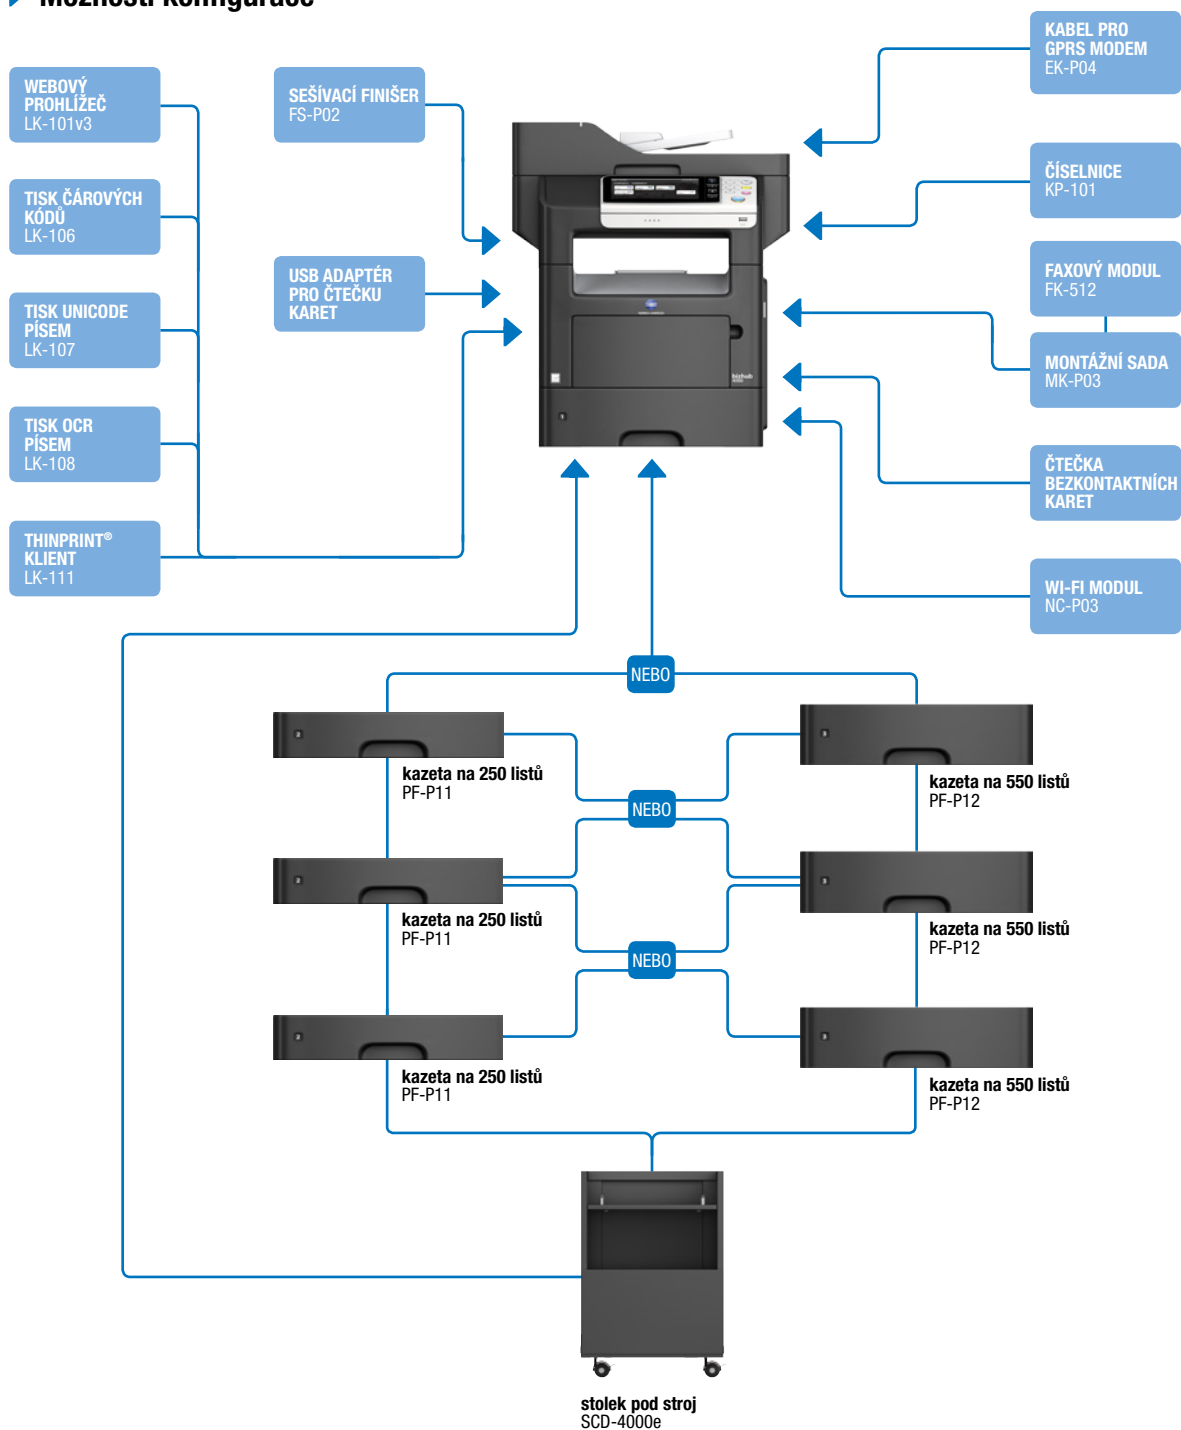 Možnosti konfigurace
KABEL PRO
GPRS MODEM
EK-P04
WEBOVÝ
PROHLÍŽEČ
LK-101v3
SEŠÍVACÍ FINIŠER
FS-P02
ČÍSELNICE
KP-101
TISK ČÁROVÝCH
KÓDŮ
LK-106
USB ADAPTÉR
PRO ČTEČKU
KARET
FAXOVÝ MODUL
FK-512
TISK UNICODE
PÍSEM
LK-107
MONTÁŽNÍ SADA
MK-P03
bizhub
1
TISK OCR
PÍSEM
LK-108
ČTEČKA
BEZKONTAKTNÍCH
KARET
THINPRINT®
KLIENT
LK-111
WI-FI MODUL
NC-P03
NEBO
kazeta na 250 listů
PF-P11
kazeta na 550 listů
PF-P12
NEBO
kazeta na 250 listů
PF-P11
kazeta na 550 listů
PF-P12
NEBO
kazeta na 250 listů
PF-P11
kazeta na 550 listů
PF-P12
stolek pod stroj
SCD-4000e